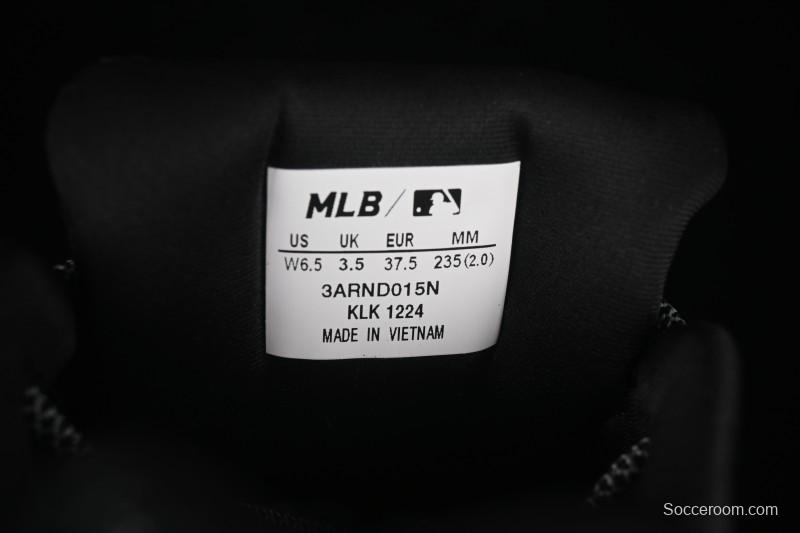 MLB /
US UK EUR MM
W6.5 3.5 37.5 235(2.0)
3ARND015N
KLK 1224
MADE IN VIETNAM
Socceroom.com